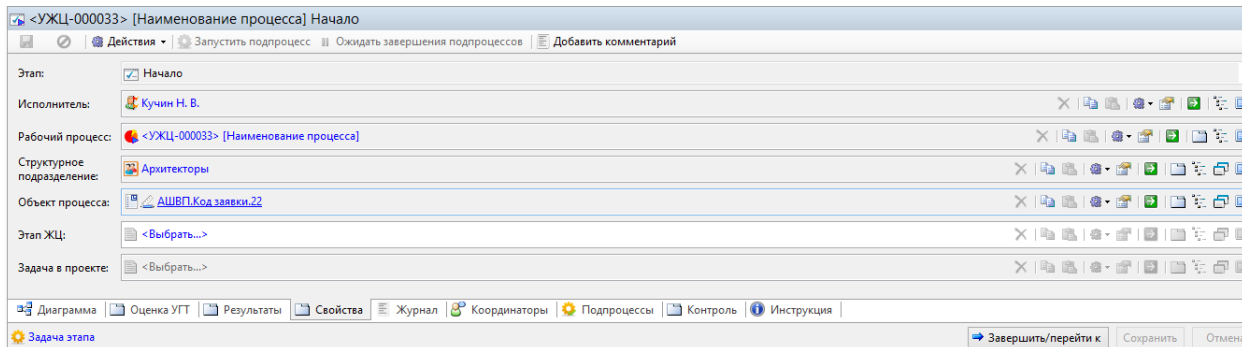 <УЖЦ-000033> [Наименование процесса] Начало
Действия Запустить подпроцесс Ожидать завершения подпроцессов Добавить комментарий
Этап: Начало
Исполнитель: Кучин Н. В.
Рабочий процесс: <УЖЦ-000033> [Наименование процесса]
Структурное
подразделение: Архитекторы
Объект процесса: АШВП.Код заявки.22
Этап ЖЦ: <Выбрать...>
Задача в проекте: <Выбрать...>
Диаграмма Оценка УГТ Результаты Свойства Журнал Координаторы Подпроцессы Контроль Инструкция
Задача этапа Завершить/перейти к Сохранить Отмена